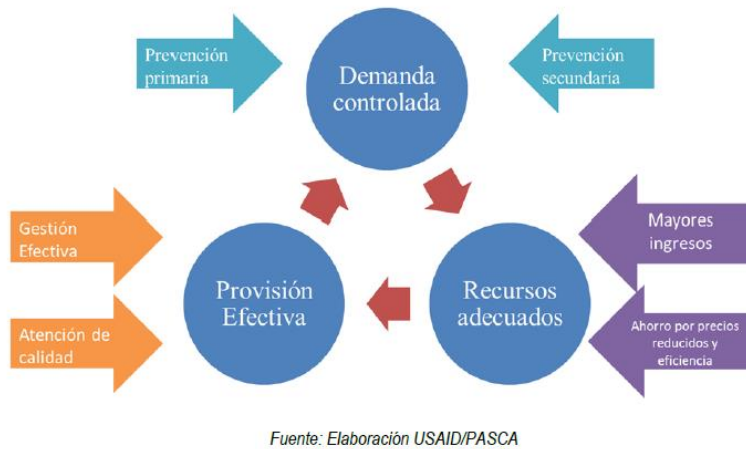 Prevención
primaria
Demanda
controlada
Prevención
secundaria
Gestión
Efectiva
Provisión
Efectiva
Recursos
adecuados
Mayores
ingresos
Atención de
calidad
Ahorro por precios
reducidos y
eficiencia
Fuente: Elaboración USAID/PASCA